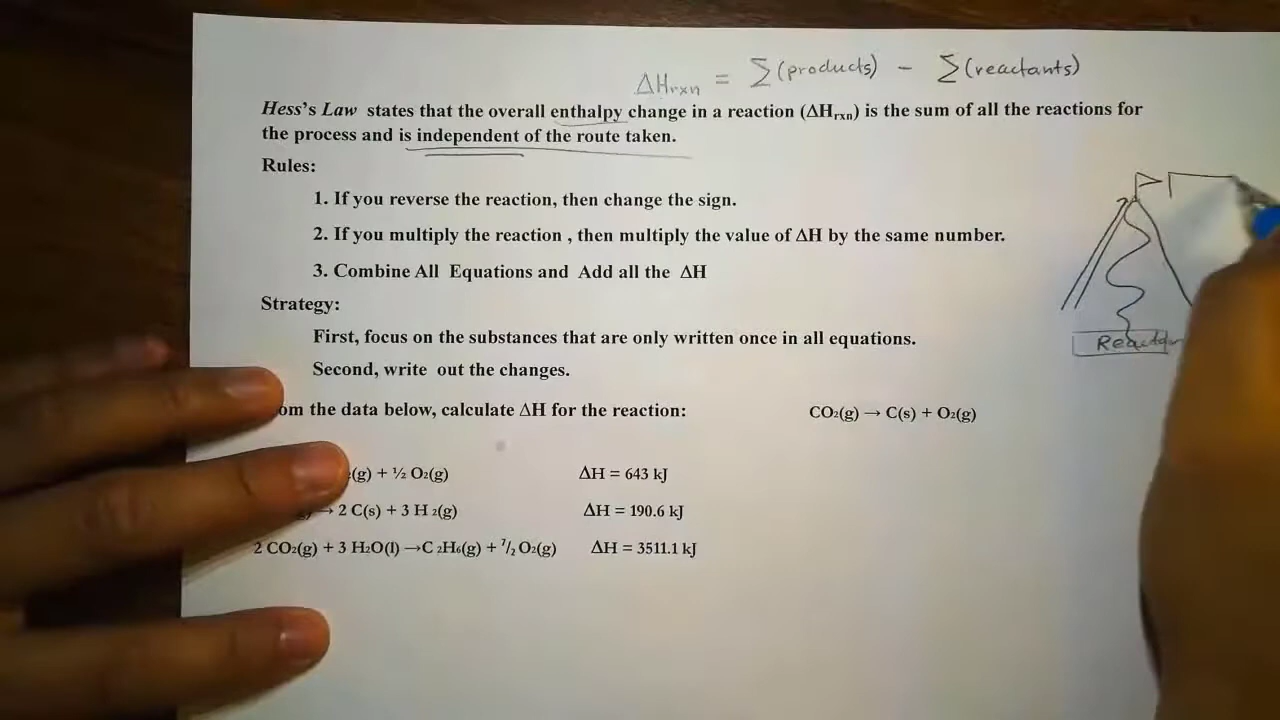 ΔHrxn = Σ(products) - Σ(reactants)
Hess's Law states that the overall enthalpy change in a reaction (ΔHrxn) is the sum of all the reactions for
the process and is independent of the route taken.
Rules:
1. If you reverse the reaction, then change the sign.
2. If you multiply the reaction , then multiply the value of ΔH by the same number.
3. Combine All Equations and Add all the ΔH
Strategy:
First, focus on the substances that are only written once in all equations.
Second, write out the changes.
the data below, calculate ΔH for the reaction: CO₂(g) → C(s) + O₂(g)
(g) + ½ O₂(g) ΔH = 643 kJ
→ 2 C(s) + 3 H₂(g) ΔH = 190.6 kJ
2 CO₂(g) + 3 H₂O(l) → C₂H₆(g) + ⁷/₂ O₂(g) ΔH = 3511.1 kJ